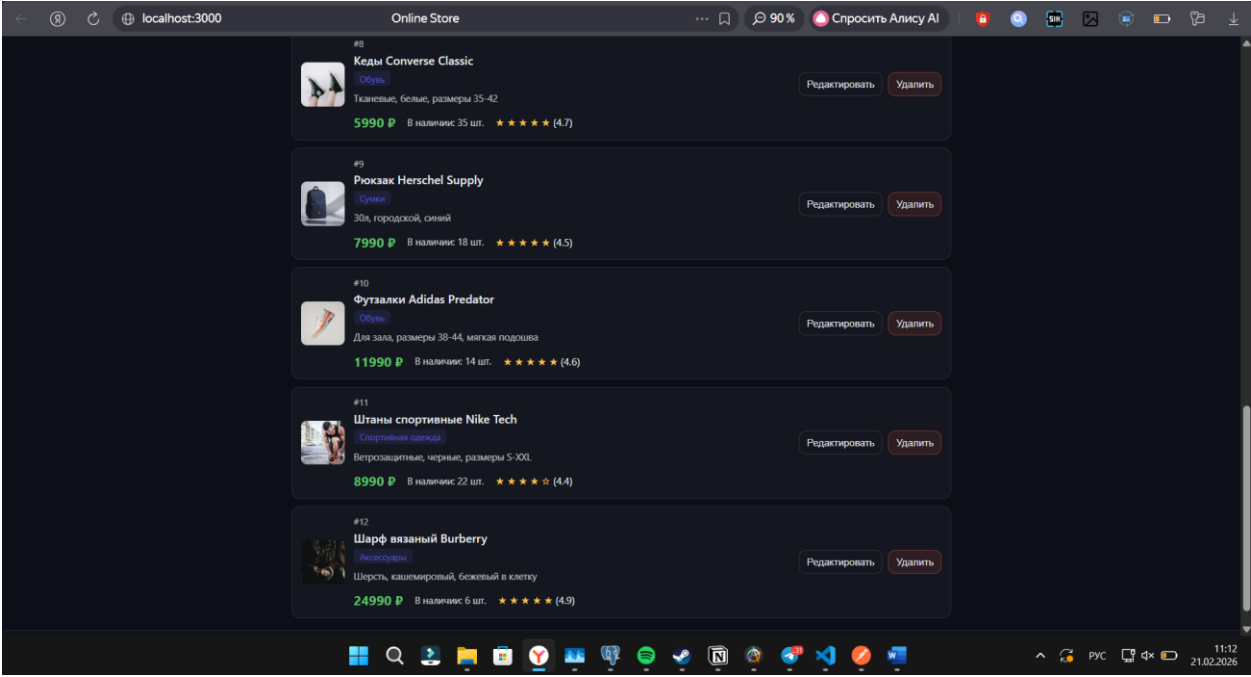 localhost:3000
Online Store
90 %
Спросить Алису AI
SIH
#8
Кеды Converse Classic
Обувь
Тканевые, белые, размеры 35-42
5990 ₽ В наличии: 35 шт. ★ ★ ★ ★ ★ (4.7)
Редактировать Удалить
#9
Рюкзак Herschel Supply
Сумки
30л, городской, синий
7990 ₽ В наличии: 18 шт. ★ ★ ★ ★ ★ (4.5)
Редактировать Удалить
#10
Футзалки Adidas Predator
Обувь
Для зала, размеры 38-44, мягкая подошва
11990 ₽ В наличии: 14 шт. ★ ★ ★ ★ ★ (4.6)
Редактировать Удалить
#11
Штаны спортивные Nike Tech
Спортивная одежда
Ветрозащитные, черные, размеры S-XXL
8990 ₽ В наличии: 22 шт. ★ ★ ★ ★ ☆ (4.4)
Редактировать Удалить
#12
Шарф вязаный Burberry
Аксессуары
Шерсть, кашемировый, бежевый в клетку
24990 ₽ В наличии: 6 шт. ★ ★ ★ ★ ★ (4.9)
Редактировать Удалить
31
РУС
11:12
21.02.2026